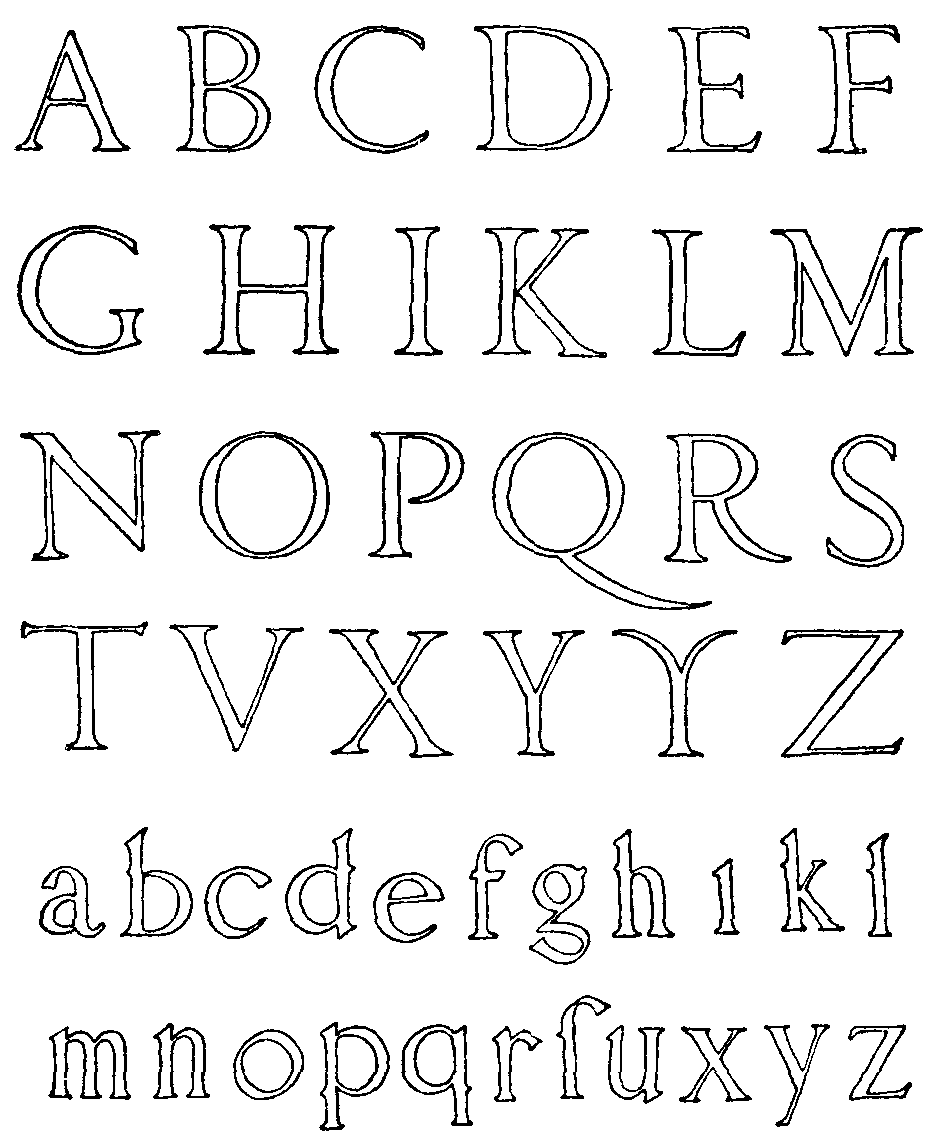 A B C D E F
G H I K L M
N O P Q R S
T V X Y Y Z
a b c d e f g h ı k l
m n o p q r ſ u x y z